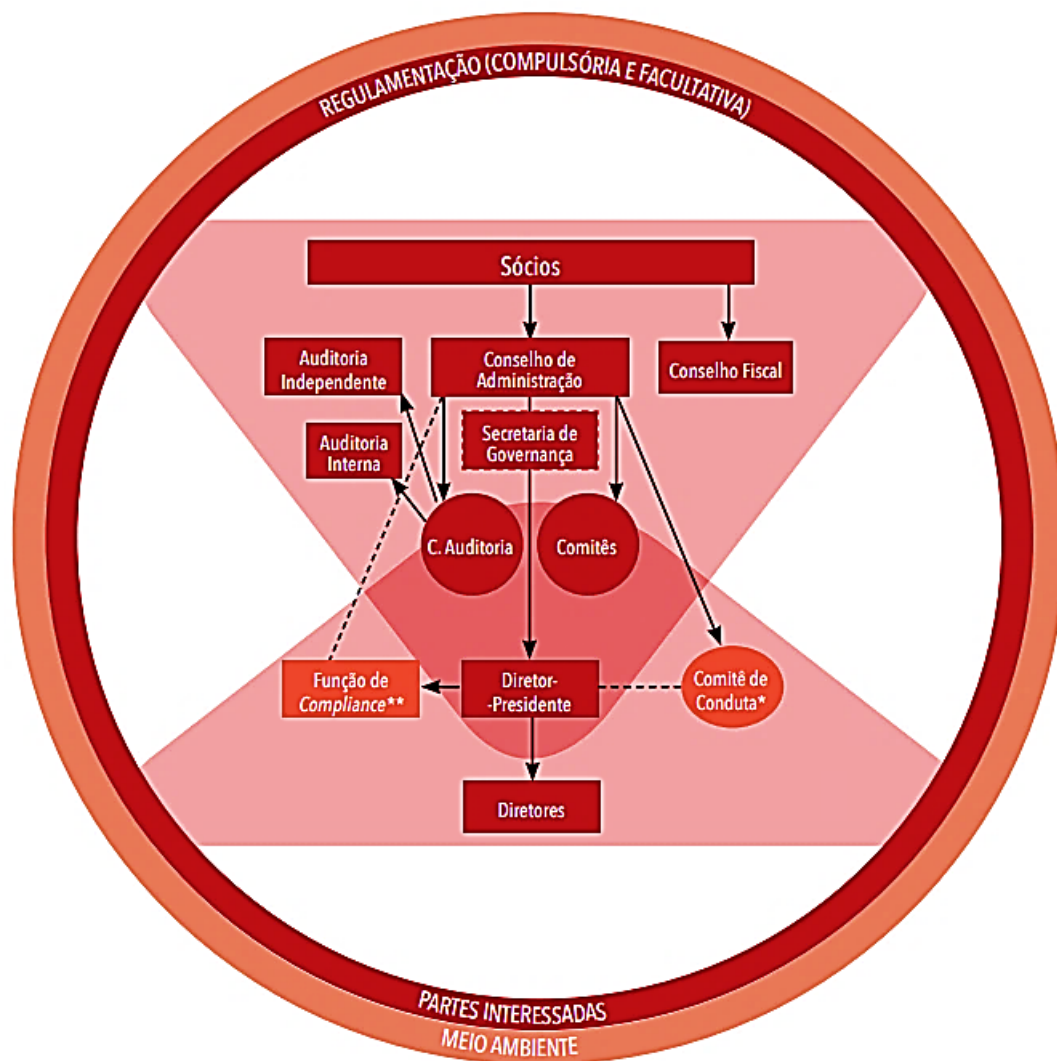 REGULAMENTAÇÃO (COMPULSÓRIA E FACULTATIVA)
Sócios
Auditoria
Independente
Conselho de
Administração
Conselho Fiscal
Auditoria
Interna
Secretaria de
Governança
C. Auditoria
Comitês
Função de
Compliance**
Diretor-
-Presidente
Comitê de
Conduta*
Diretores
PARTES INTERESSADAS
MEIO AMBIENTE